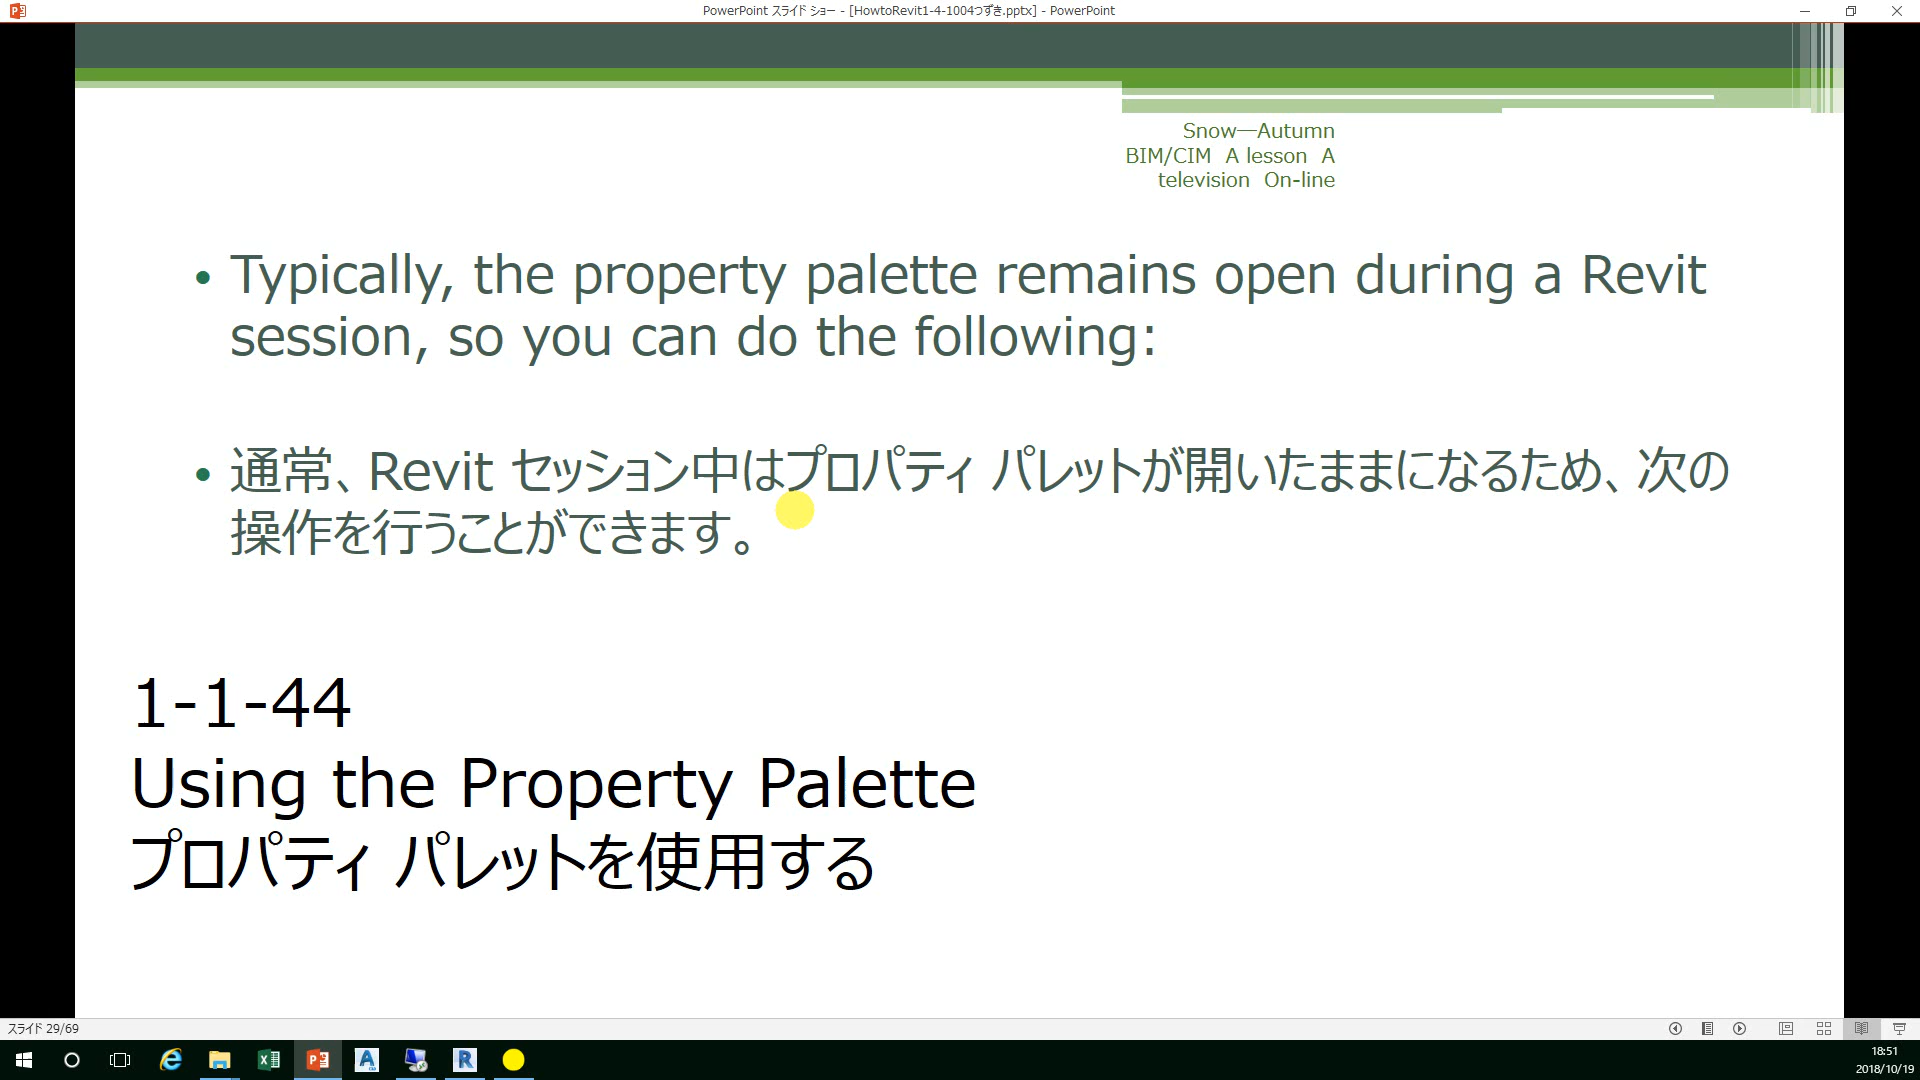 PowerPoint スライド ショー - [HowtoRevit1-4-1004つずき.pptx] - PowerPoint
Snow—Autumn
BIM/CIM A lesson A
television On-line
• Typically, the property palette remains open during a Revit
session, so you can do the following:
• 通常、Revit セッション中はプロパティ パレットが開いたままになるため、次の
操作を行うことができます。
1-1-44
Using the Property Palette
プロパティ パレットを使用する
スライド 29/69
18:51
2018/10/19